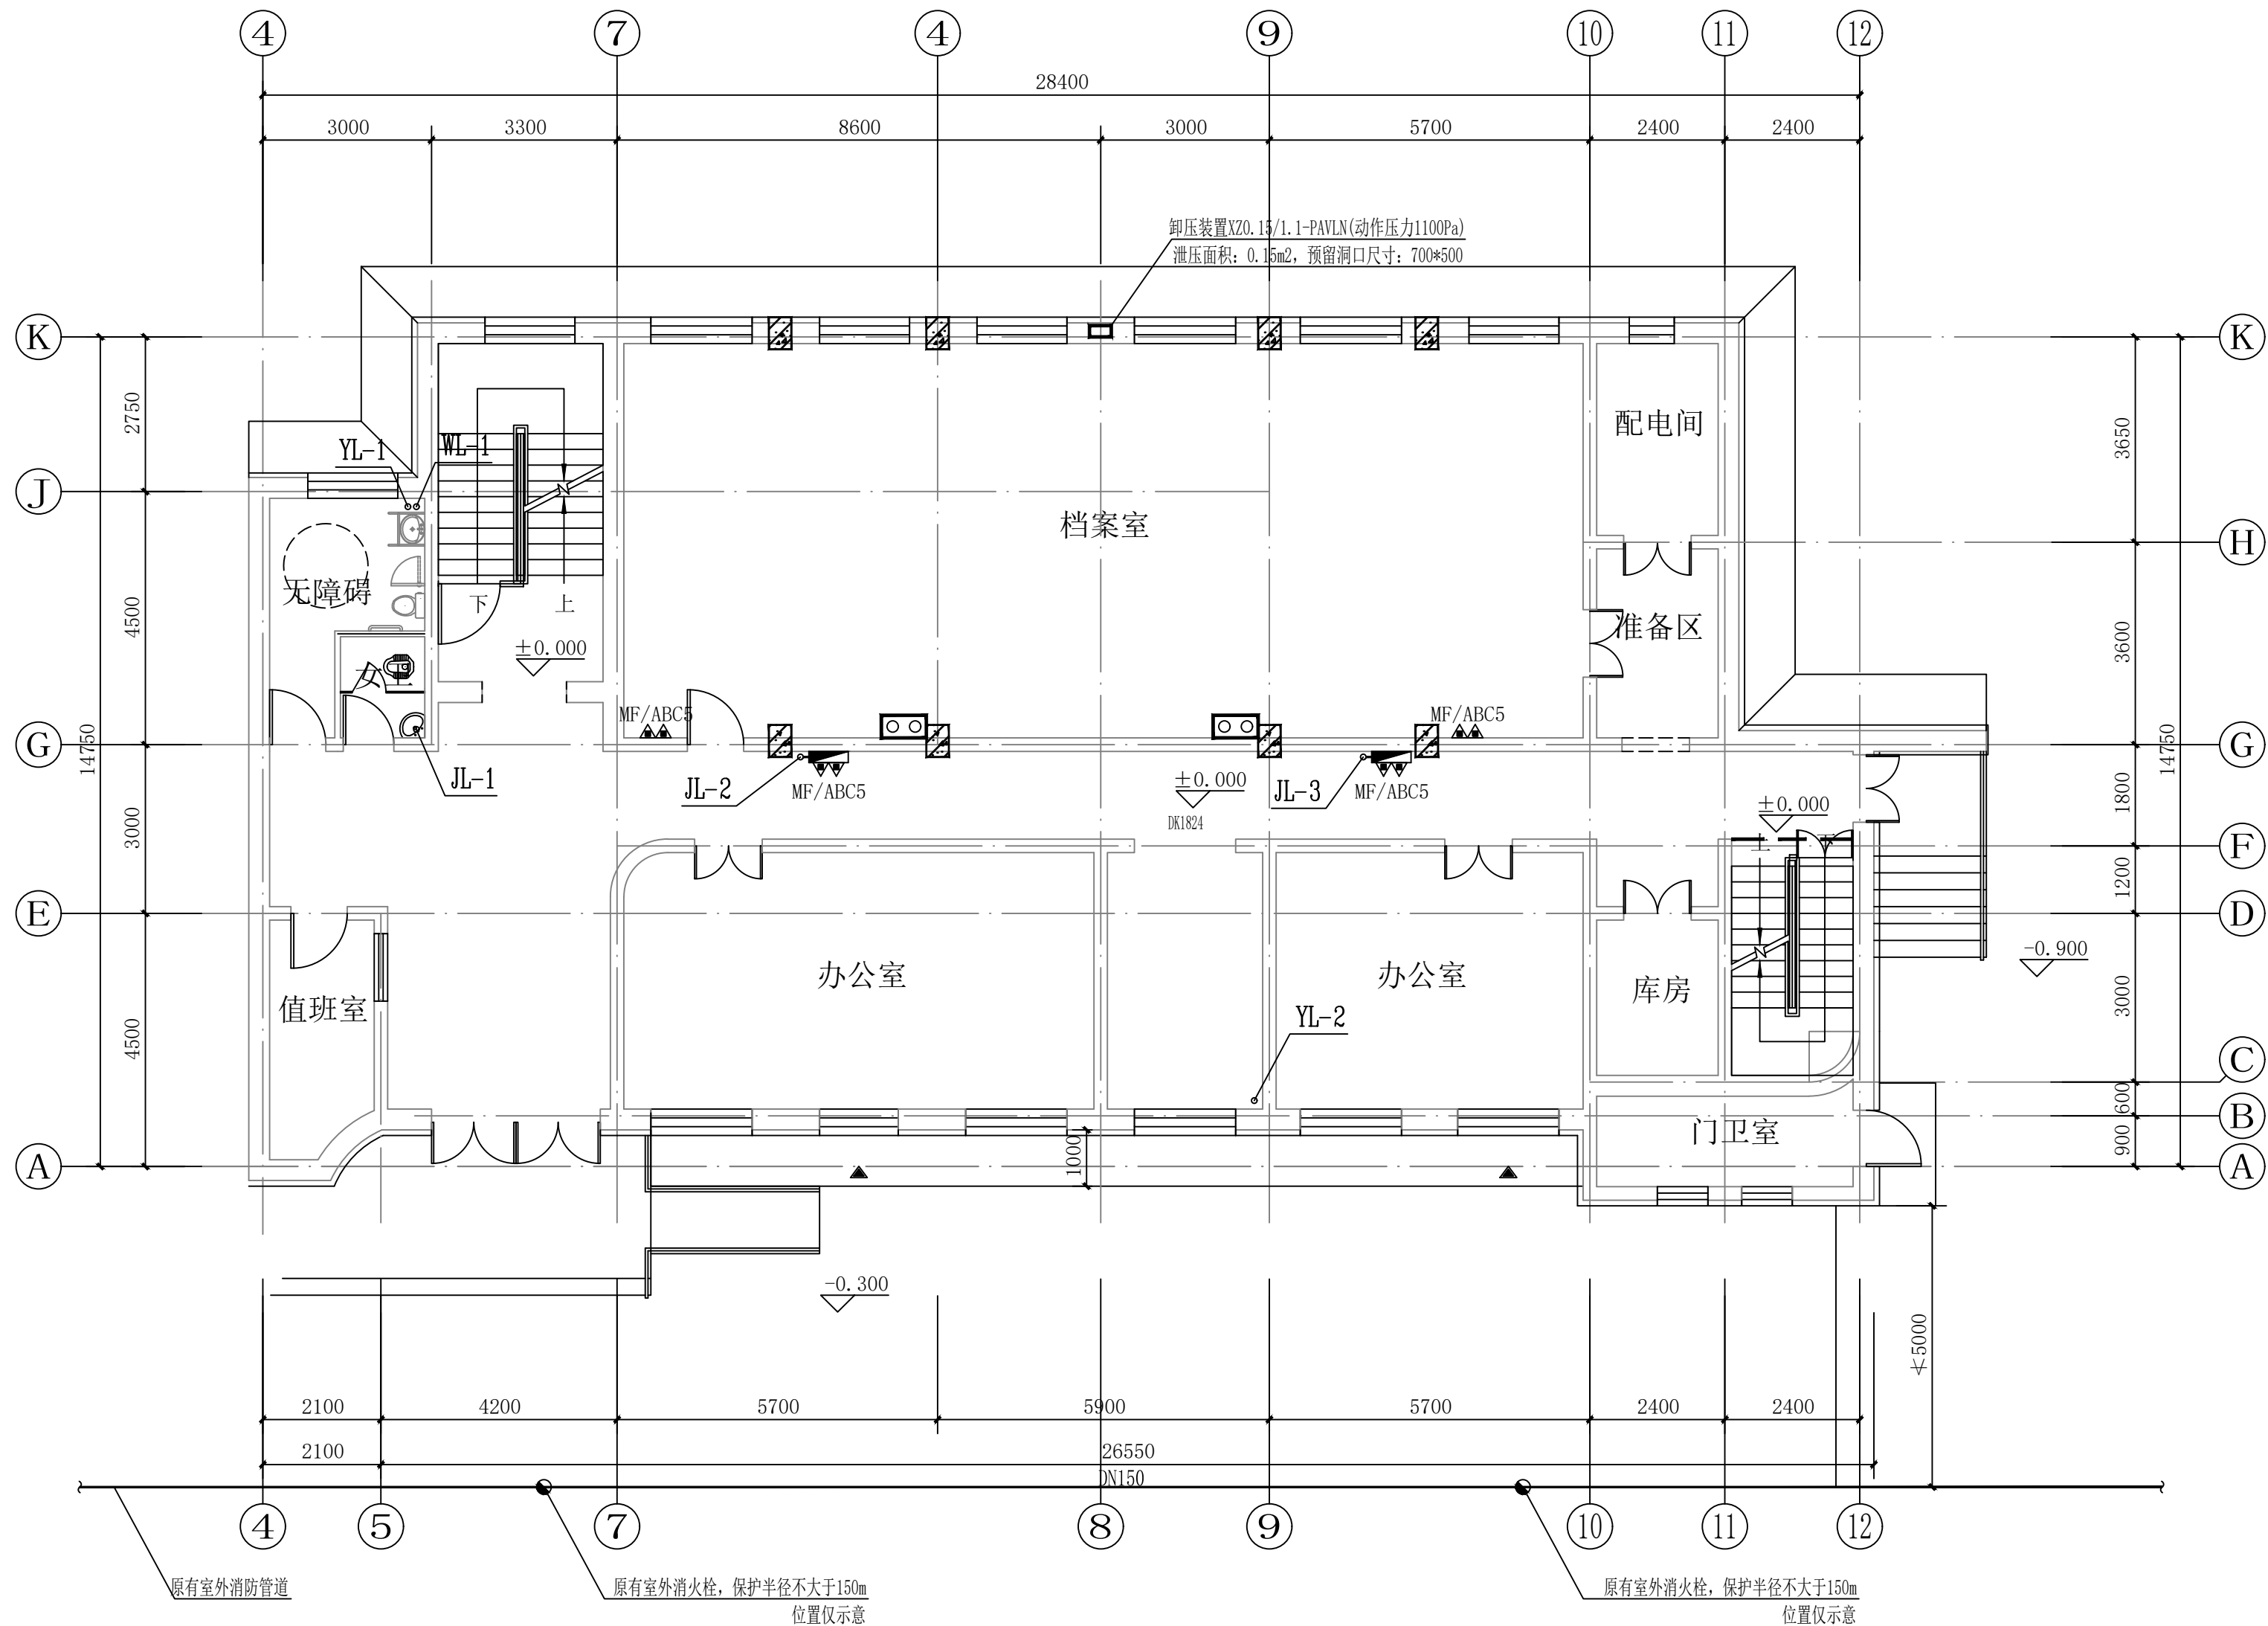 4 7 4 9 10 11 12
28400
3000 3300 8600 3000 5700 2400 2400
卸压装置XZ0.15/1.1-PAVLN(动作压力1100Pa)
泄压面积：0.15m2，预留洞口尺寸：700*500
K
K
2750
3650
配电间
YL-1
WL-1
J
档案室
H
无障碍
4500
下
上
准备区
3600
±0.000
女
MF/ABC5
MF/ABC5
G
G
14750
14750
JL-1
JL-2
MF/ABC5
±0.000
JL-3
MF/ABC5
±0.000
1800
DK1824
3000
上
下
F
1200
E
D
-0.900
办公室
办公室
库房
值班室
3000
4500
YL-2
C
600
B
门卫室
900
1000
A
A
-0.300
≮5000
2100 4200 5700 5900 5700 2400 2400
2100 26550
DN150
4 5 7 8 9 10 11 12
原有室外消防管道
原有室外消火栓，保护半径不大于150m
位置仅示意
原有室外消火栓，保护半径不大于150m
位置仅示意